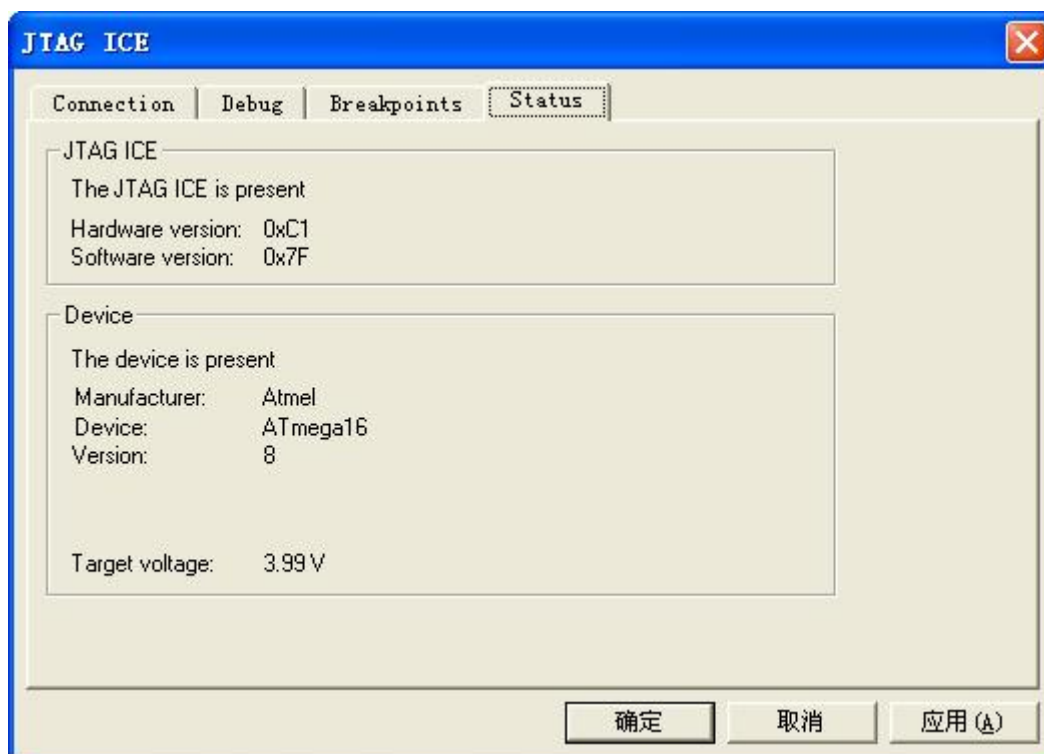 JTAG ICE
Connection Debug Breakpoints Status
JTAG ICE
The JTAG ICE is present
Hardware version: 0xC1
Software version: 0x7F
Device
The device is present
Manufacturer: Atmel
Device: ATmega16
Version: 8
Target voltage: 3.99 V
确定 取消 应用(A)